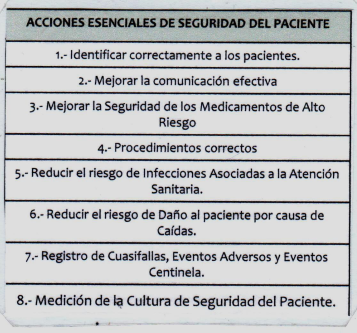 ACCIONES ESENCIALES DE SEGURIDAD DEL PACIENTE
1.- Identificar correctamente a los pacientes.
2.- Mejorar la comunicación efectiva
3.- Mejorar la Seguridad de los Medicamentos de Alto
Riesgo
4.- Procedimientos correctos
5.- Reducir el riesgo de Infecciones Asociadas a la Atención
Sanitaria.
6.- Reducir el riesgo de Daño al paciente por causa de
Caídas.
7.- Registro de Cuasifallas, Eventos Adversos y Eventos
Centinela.
8.- Medición de la Cultura de Seguridad del Paciente.